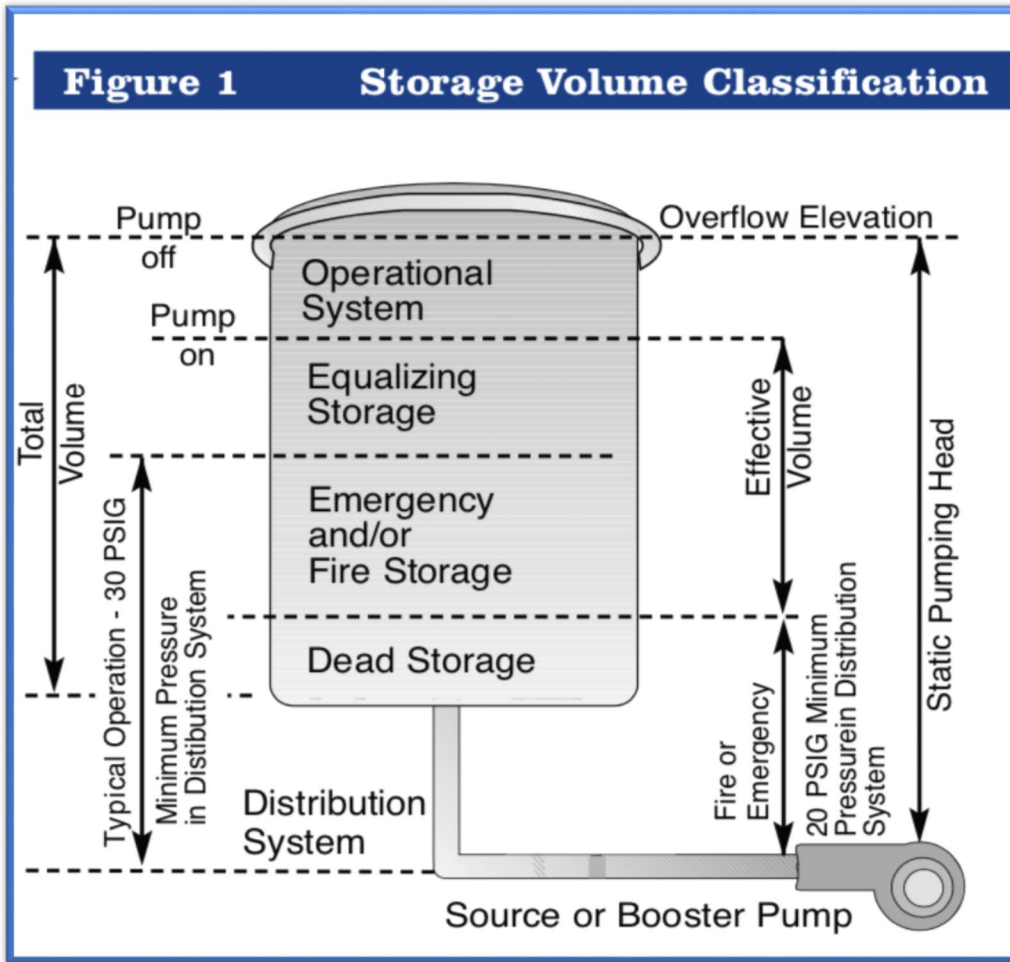 Figure 1 Storage Volume Classification
Pump
off
Overflow Elevation
Operational
System
Pump
on
Equalizing
Storage
Total
Volume
Effective
Volume
Static Pumping Head
Emergency
and/or
Fire Storage
Typical Operation - 30 PSIG
Minimum Pressure
in Distibution System
Dead Storage
Fire or
Emergency
20 PSIG Minimum
Pressurein Distribution
System
Distribution
System
Source or Booster Pump